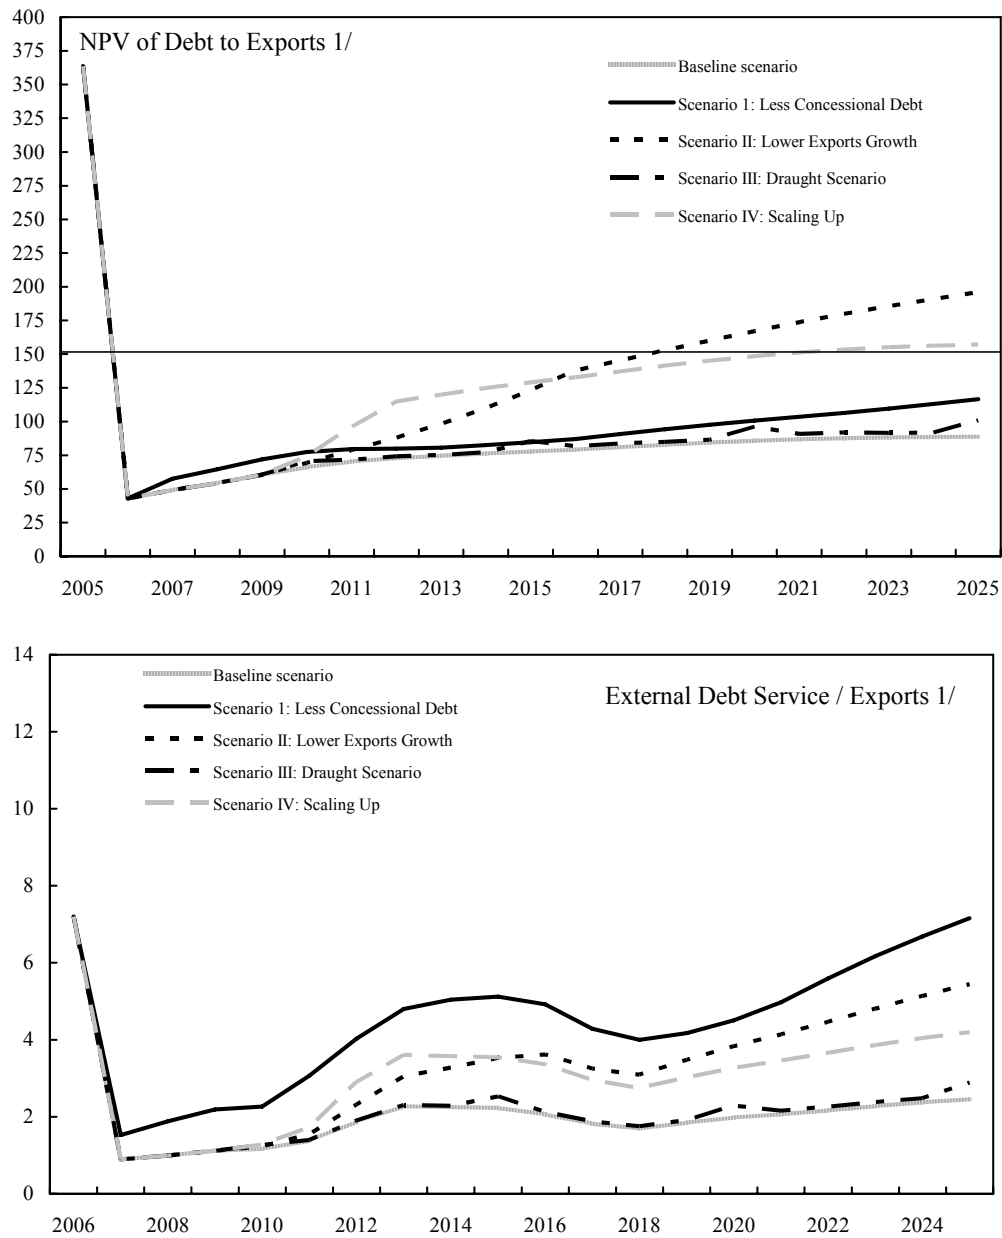 NPV of Debt to Exports 1/
400
375
350
325
300
275
250
225
200
175
150
125
100
75
50
25
0
Baseline scenario
Scenario 1: Less Concessional Debt
Scenario II: Lower Exports Growth
Scenario III: Draught Scenario
Scenario IV: Scaling Up
2005 2007 2009 2011 2013 2015 2017 2019 2021 2023 2025
External Debt Service / Exports 1/
14
12
10
8
6
4
2
0
Baseline scenario
Scenario 1: Less Concessional Debt
Scenario II: Lower Exports Growth
Scenario III: Draught Scenario
Scenario IV: Scaling Up
2006 2008 2010 2012 2014 2016 2018 2020 2022 2024